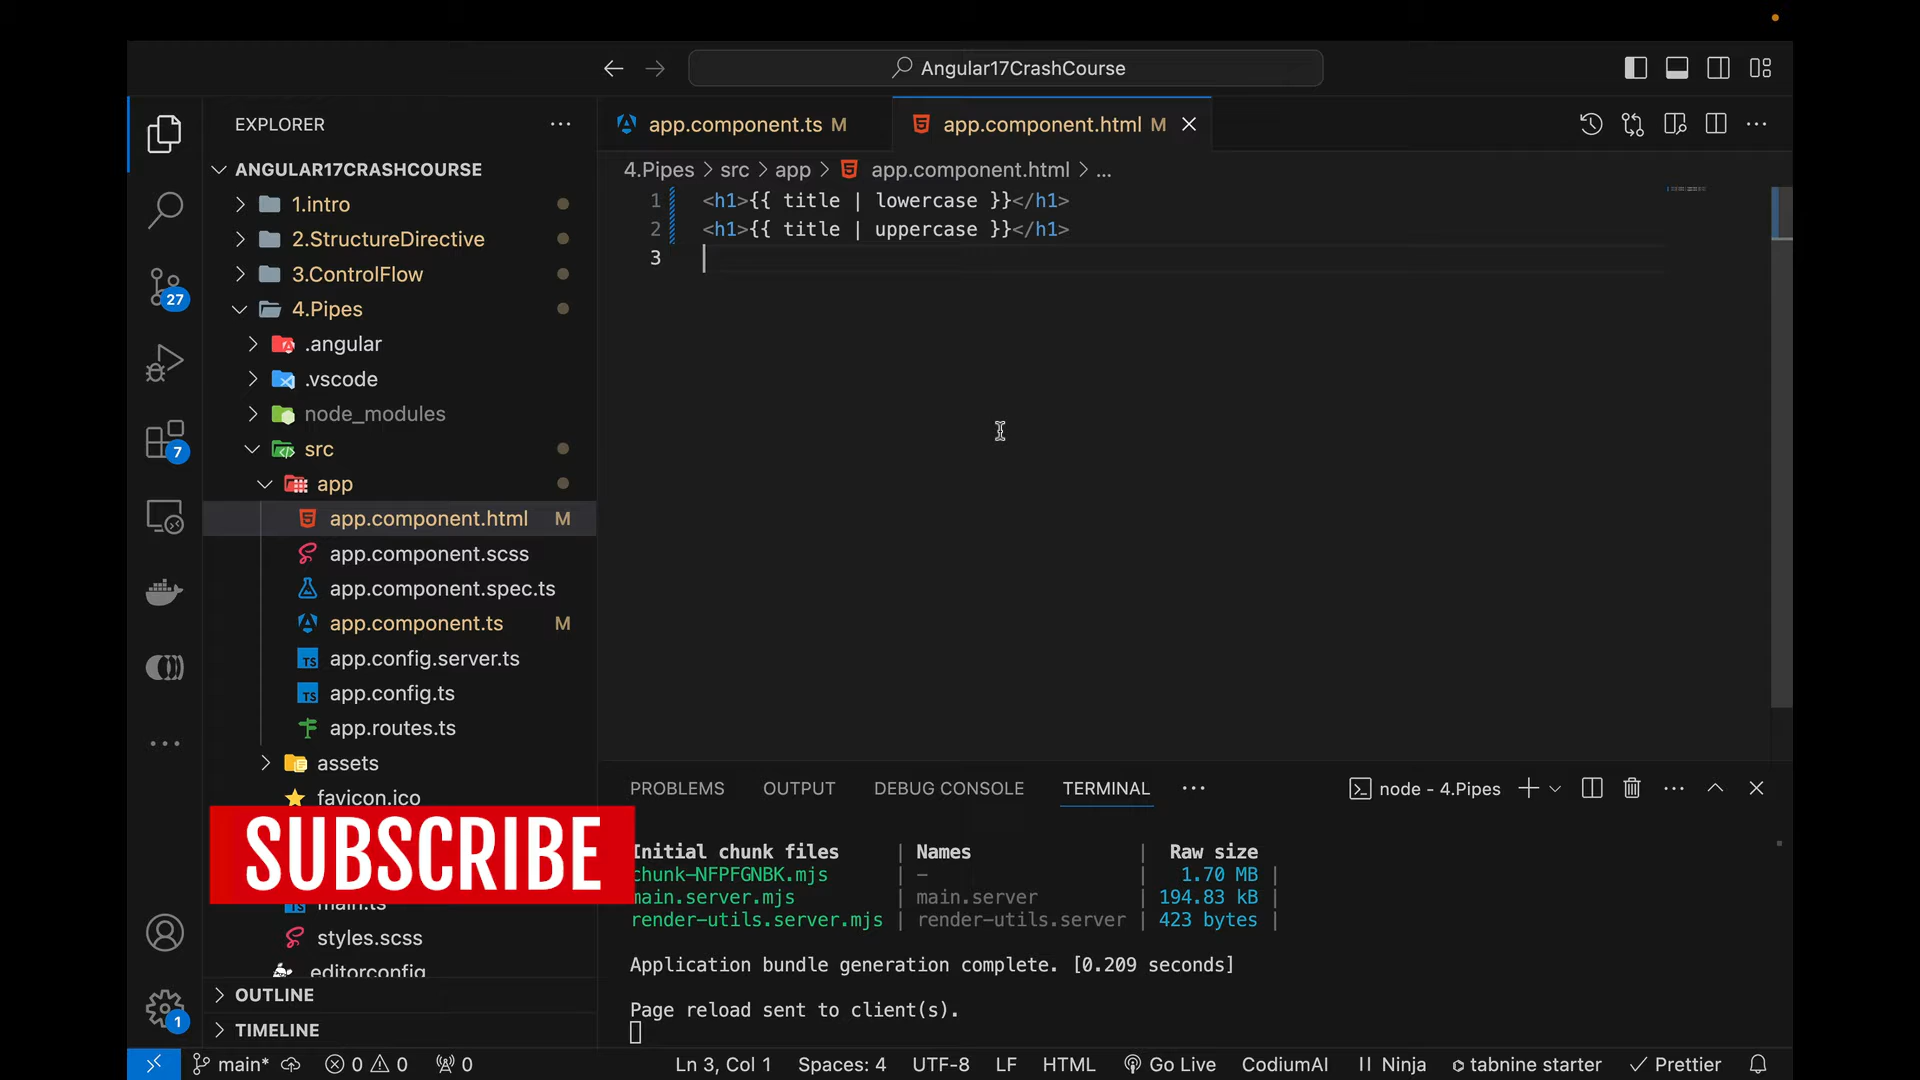 Angular17CrashCourse
EXPLORER
ANGULAR17CRASHCOURSE
1.intro
2.StructureDirective
3.ControlFlow
4.Pipes
.angular
.vscode
node_modules
src
app
app.component.html M
app.component.scss
app.component.spec.ts
app.component.ts M
app.config.server.ts
app.config.ts
app.routes.ts
assets
favicon.ico
SUBSCRIBE
main.ts
styles.scss
editorconfig
OUTLINE
TIMELINE
27
7
1
app.component.ts M
app.component.html M
4.Pipes > src > app > app.component.html > ...
1 <h1>{{ title | lowercase }}</h1>
2 <h1>{{ title | uppercase }}</h1>
3
PROBLEMS OUTPUT DEBUG CONSOLE TERMINAL
node - 4.Pipes
Initial chunk files | Names | Raw size
chunk-NFPFGNBK.mjs | - | 1.70 MB |
main.server.mjs | main.server | 194.83 kB |
render-utils.server.mjs | render-utils.server | 423 bytes |
Application bundle generation complete. [0.209 seconds]
Page reload sent to client(s).
main* 0 0 0 Ln 3, Col 1 Spaces: 4 UTF-8 LF HTML Go Live CodiumAI Ninja tabnine starter Prettier